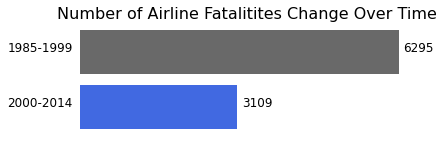 Number of Airline Fatalitites Change Over Time
1985-1999 6295
2000-2014 3109